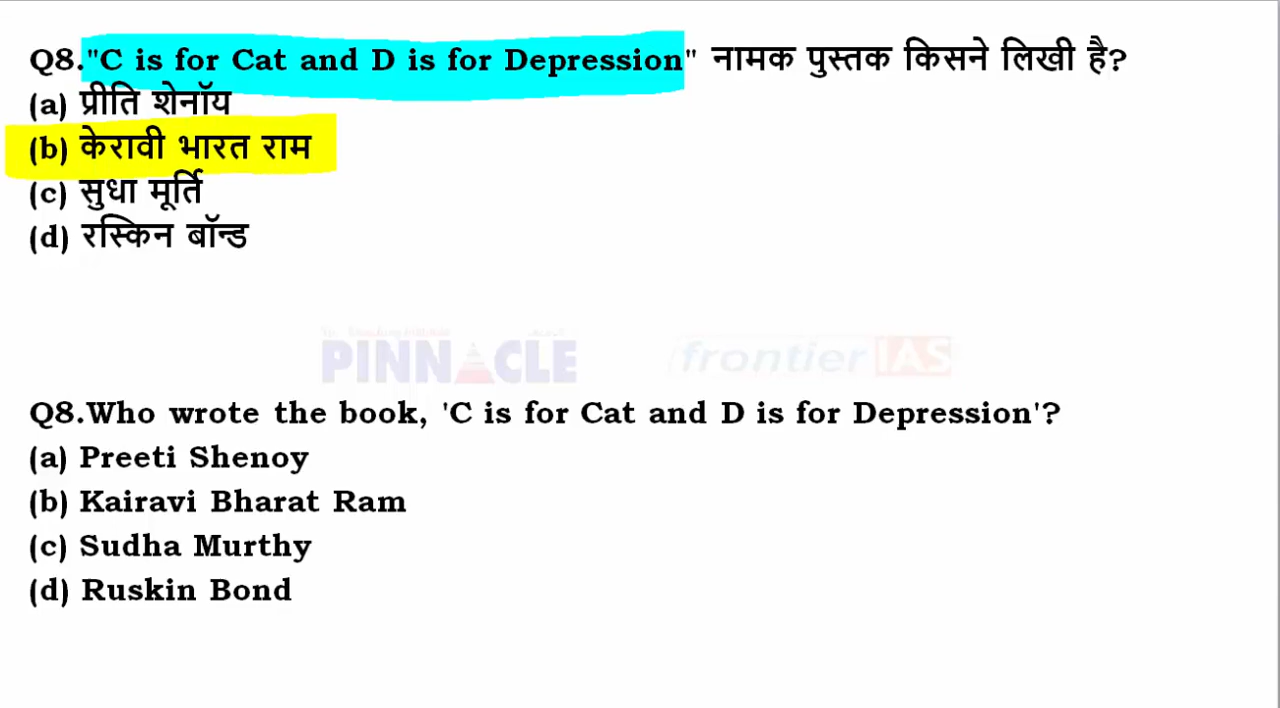 Q8."C is for Cat and D is for Depression" नामक पुस्तक किसने लिखी है?
(a) प्रीति शेनॉय
(b) केरावी भारत राम
(c) सुधा मूर्ति
(d) रस्किन बॉन्ड
PINNACLE frontier IAS
Q8.Who wrote the book, 'C is for Cat and D is for Depression'?
(a) Preeti Shenoy
(b) Kairavi Bharat Ram
(c) Sudha Murthy
(d) Ruskin Bond